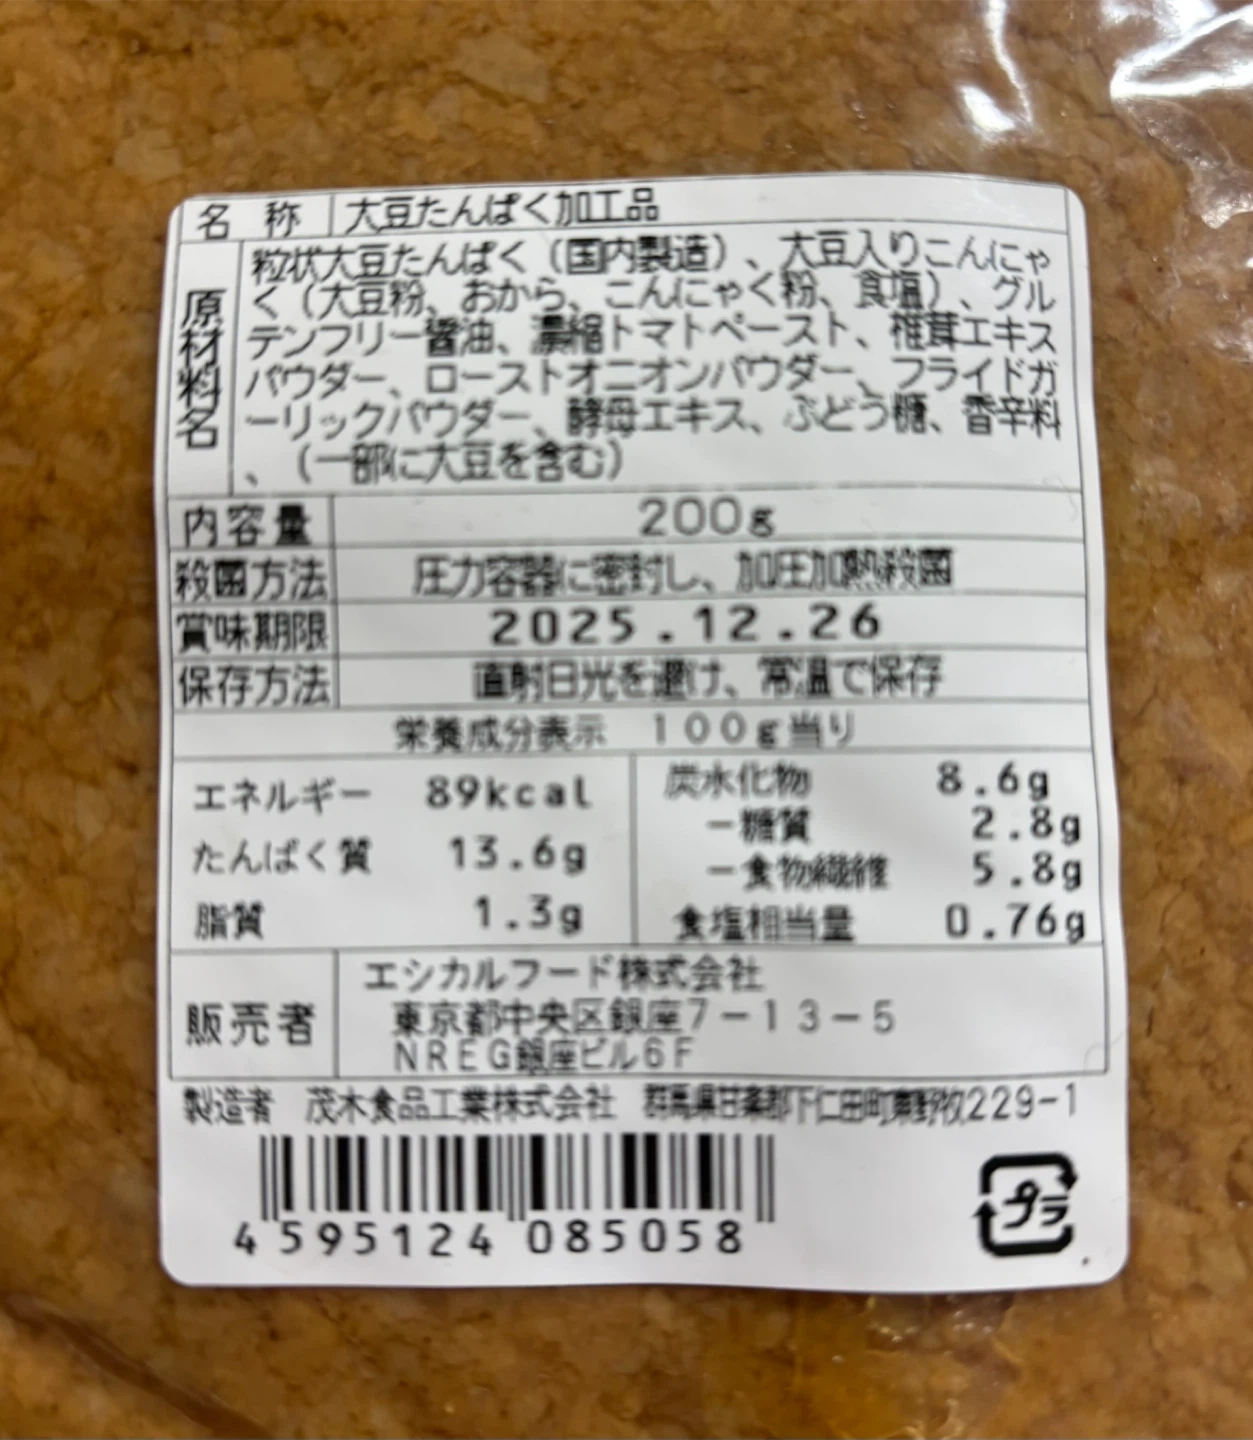 名 称 大豆たんぱく加工品
原材料名 粒状大豆たんぱく（国内製造）、大豆入りこんにゃ
く（大豆粉、おから、こんにゃく粉、食塩）、グル
テンフリー醤油、濃縮トマトペースト、椎茸エキス
パウダー、ローストオニオンパウダー、フライドガ
ーリックパウダー、酵母エキス、ぶどう糖、香辛料
、（一部に大豆を含む）
内容量 200g
殺菌方法 圧力容器に密封し、加圧加熱殺菌
賞味期限 2025.12.26
保存方法 直射日光を避け、常温で保存
栄養成分表示 100g当り
エネルギー 89kcal
たんぱく質 13.6g
脂質 1.3g
炭水化物 8.6g
－糖質 2.8g
－食物繊維 5.8g
食塩相当量 0.76g
販売者 エシカルフード株式会社
東京都中央区銀座7－13－5
NREG銀座ビル6F
製造者 茂木食品工業株式会社 群馬県甘楽郡下仁田町東野牧229-1
4595124085058
プラ